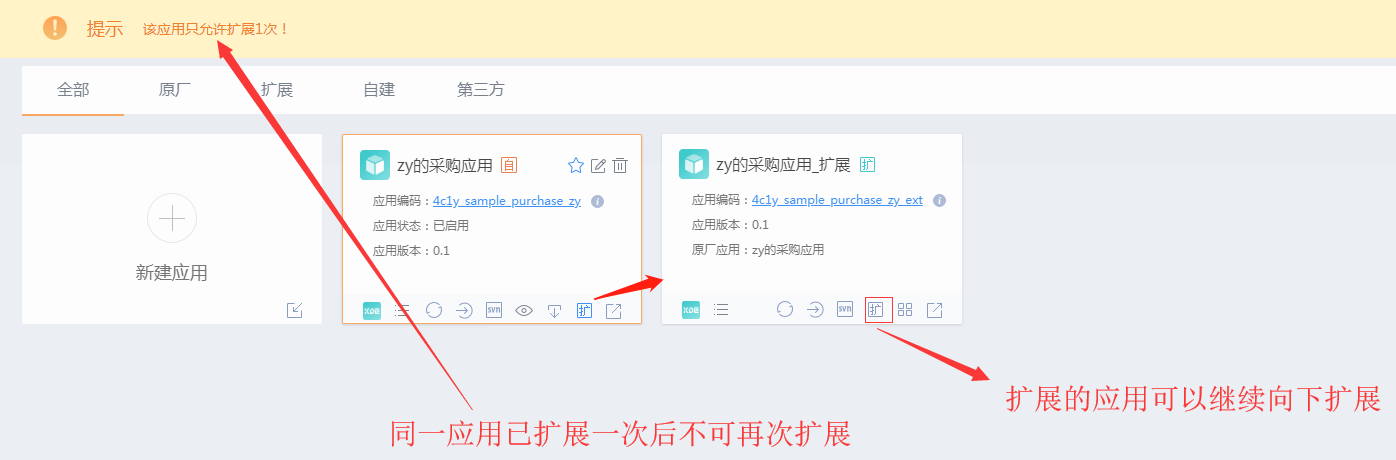 提示 该应用只允许扩展1次！
全部 原厂 扩展 自建 第三方
新建应用
zy的采购应用 自
应用编码：4c1y_sample_purchase_zy
应用状态：已启用
应用版本：0.1
XOE svn 扩
zy的采购应用_扩展 扩
应用编码：4c1y_sample_purchase_zy_ext
应用版本：0.1
原厂应用：zy的采购应用
XOE svn 扩
扩展的应用可以继续向下扩展
同一应用已扩展一次后不可再次扩展